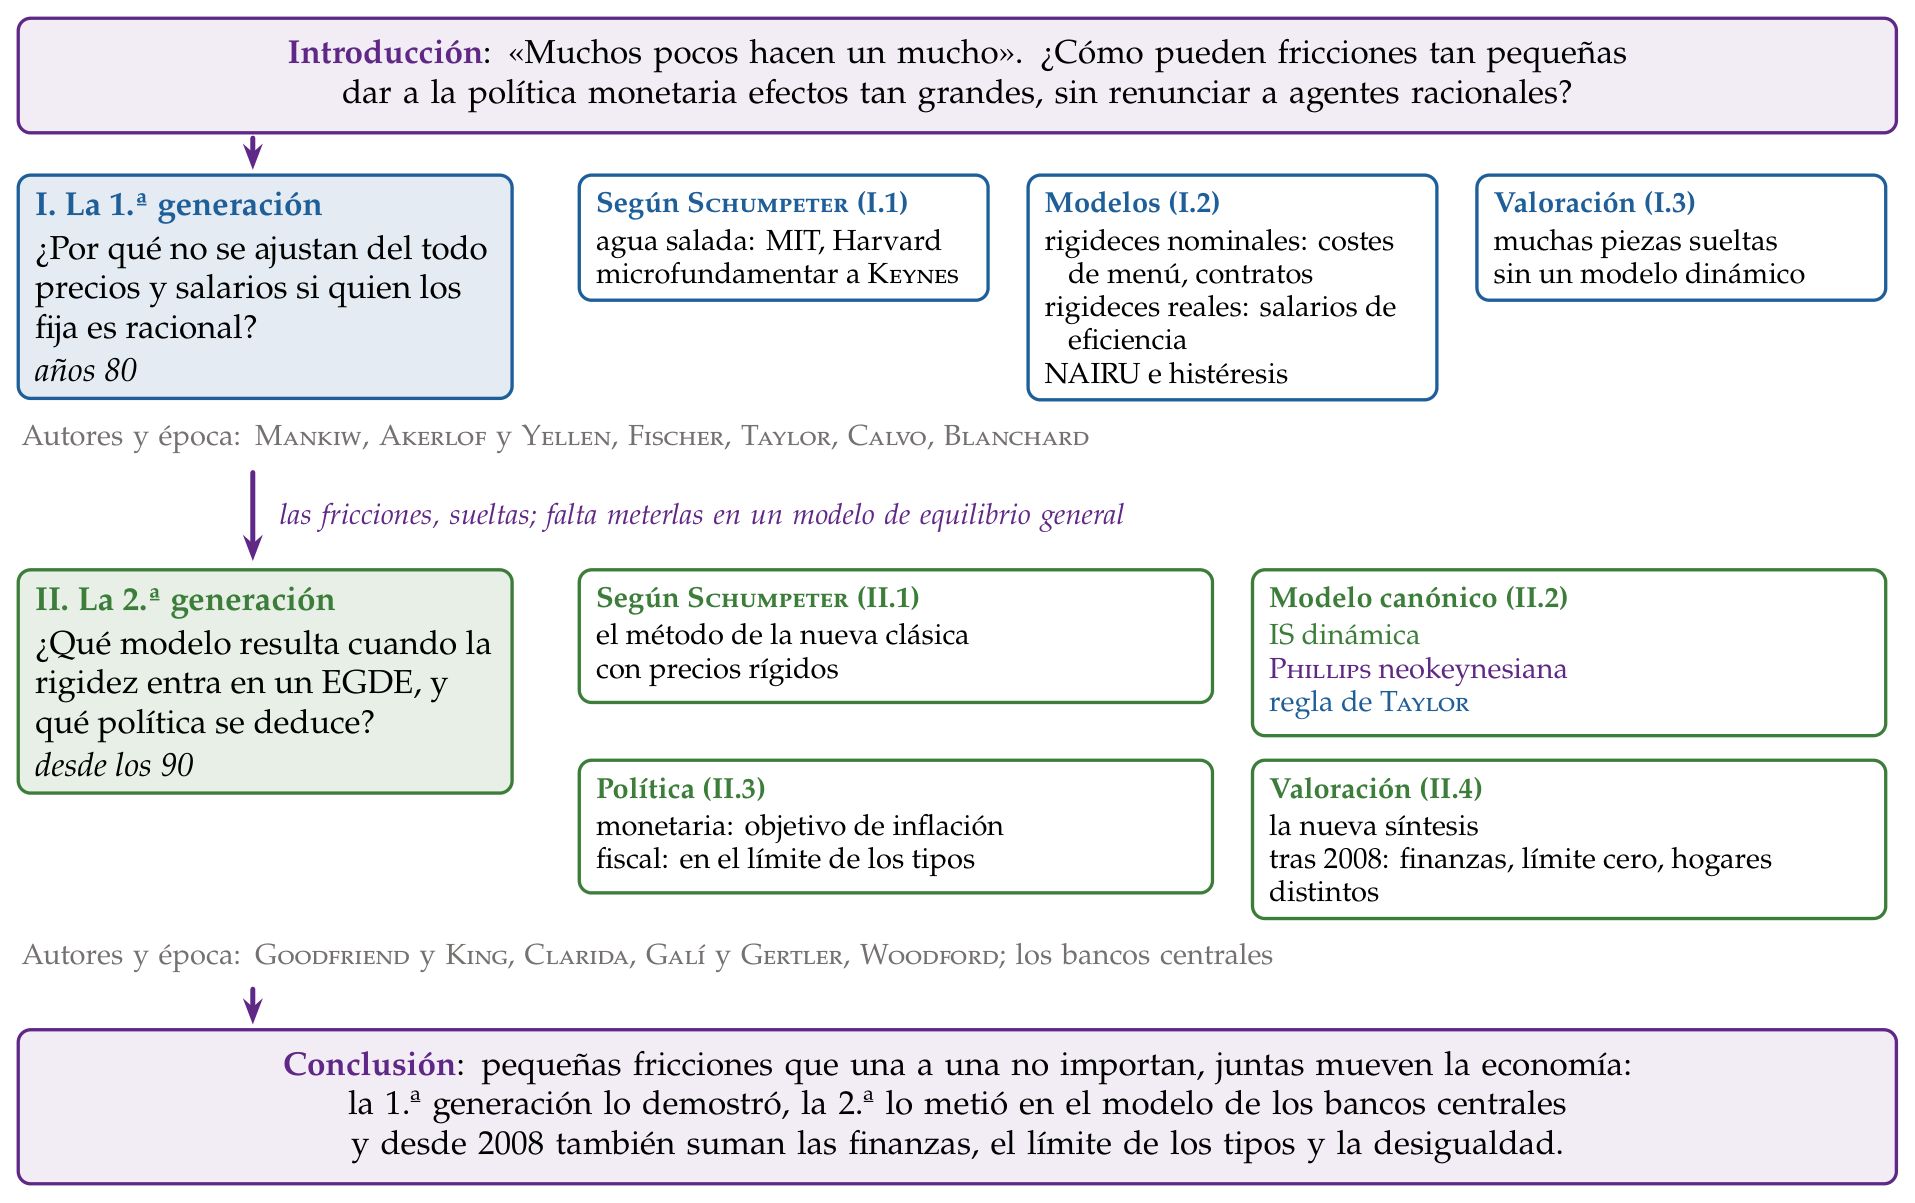 Introducción: «Muchos pocos hacen un mucho». ¿Cómo pueden fricciones tan pequeñas
dar a la política monetaria efectos tan grandes, sin renunciar a agentes racionales?
I. La 1.ª generación
¿Por qué no se ajustan del todo
precios y salarios si quien los
fija es racional?
años 80
Según SCHUMPETER (I.1)
agua salada: MIT, Harvard
microfundamentar a KEYNES
Modelos (I.2)
rigideces nominales: costes
de menú, contratos
rigideces reales: salarios de
eficiencia
NAIRU e histéresis
Valoración (I.3)
muchas piezas sueltas
sin un modelo dinámico
Autores y época: MANKIW, AKERLOF y YELLEN, FISCHER, TAYLOR, CALVO, BLANCHARD
las fricciones, sueltas; falta meterlas en un modelo de equilibrio general
II. La 2.ª generación
¿Qué modelo resulta cuando la
rigidez entra en un EGDE, y
qué política se deduce?
desde los 90
Según SCHUMPETER (II.1)
el método de la nueva clásica
con precios rígidos
Modelo canónico (II.2)
IS dinámica
PHILLIPS neokeynesiana
regla de TAYLOR
Política (II.3)
monetaria: objetivo de inflación
fiscal: en el límite de los tipos
Valoración (II.4)
la nueva síntesis
tras 2008: finanzas, límite cero, hogares
distintos
Autores y época: GOODFRIEND y KING, CLARIDA, GALÍ y GERTLER, WOODFORD; los bancos centrales
Conclusión: pequeñas fricciones que una a una no importan, juntas mueven la economía:
la 1.ª generación lo demostró, la 2.ª lo metió en el modelo de los bancos centrales
y desde 2008 también suman las finanzas, el límite de los tipos y la desigualdad.